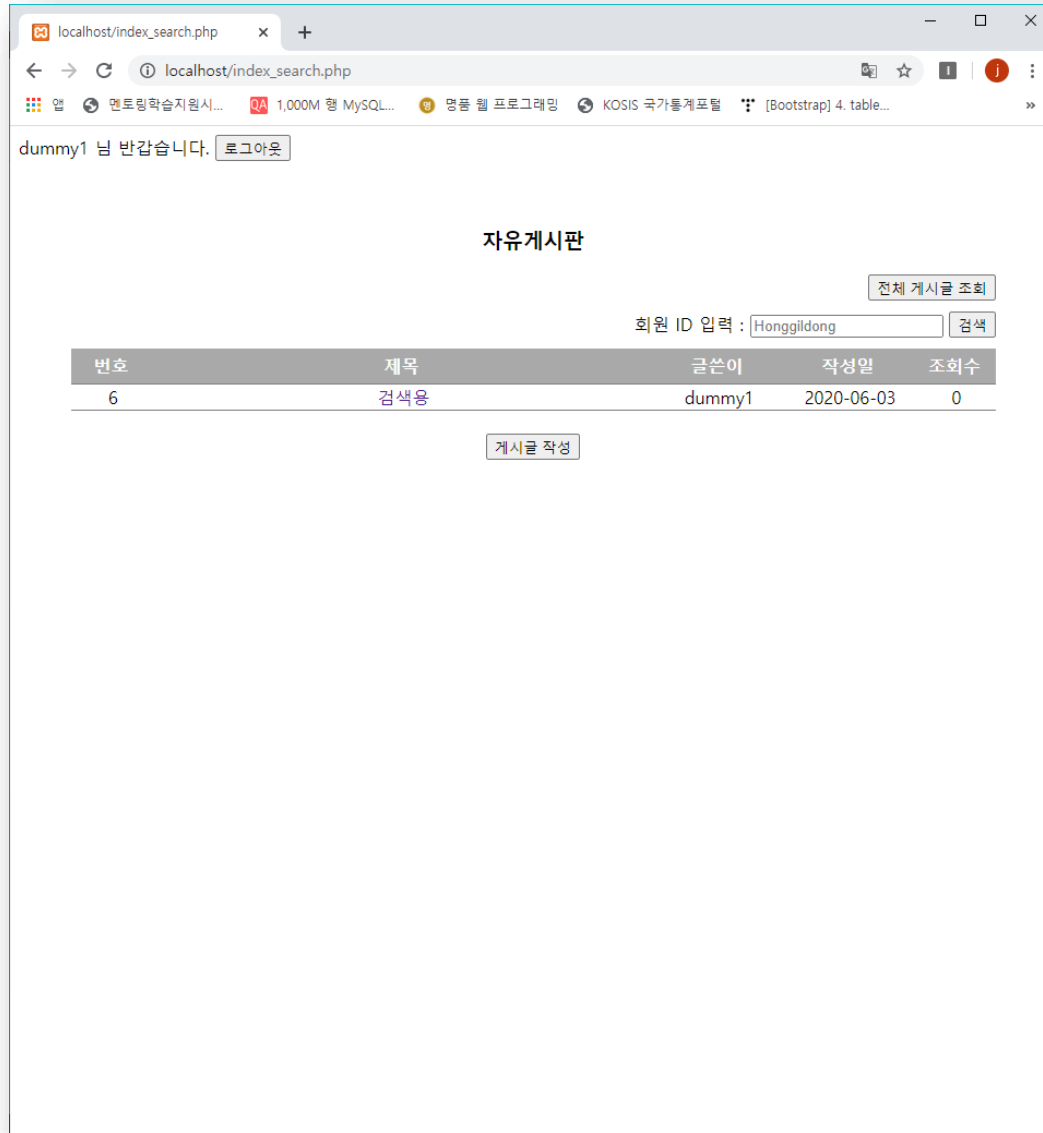 localhost/index_search.php
localhost/index_search.php
앱 멘토링학습지원시... QA 1,000M 행 MySQL... 명품 웹 프로그래밍 KOSIS 국가통계포털 [Bootstrap] 4. table... »
dummy1 님 반갑습니다. 로그아웃
자유게시판
전체 게시글 조회
회원 ID 입력 : Honggildong 검색
번호 제목 글쓴이 작성일 조회수
6 검색용 dummy1 2020-06-03 0
게시글 작성